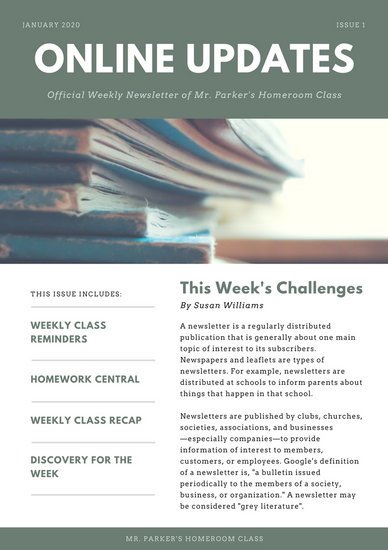 JANUARY 2020
ISSUE 1
ONLINE UPDATES
Official Weekly Newsletter of Mr. Parker's Homeroom Class
THIS ISSUE INCLUDES:
WEEKLY CLASS
REMINDERS
HOMEWORK CENTRAL
WEEKLY CLASS RECAP
DISCOVERY FOR THE
WEEK
This Week's Challenges
By Susan Williams
A newsletter is a regularly distributed
publication that is generally about one main
topic of interest to its subscribers.
Newspapers and leaflets are types of
newsletters. For example, newsletters are
distributed at schools to inform parents about
things that happen in that school.
Newsletters are published by clubs, churches,
societies, associations, and businesses
—especially companies—to provide
information of interest to members,
customers, or employees. Google's definition
of a newsletter is, "a bulletin issued
periodically to the members of a society,
business, or organization." A newsletter may
be considered "grey literature".
MR. PARKER'S HOMEROOM CLASS